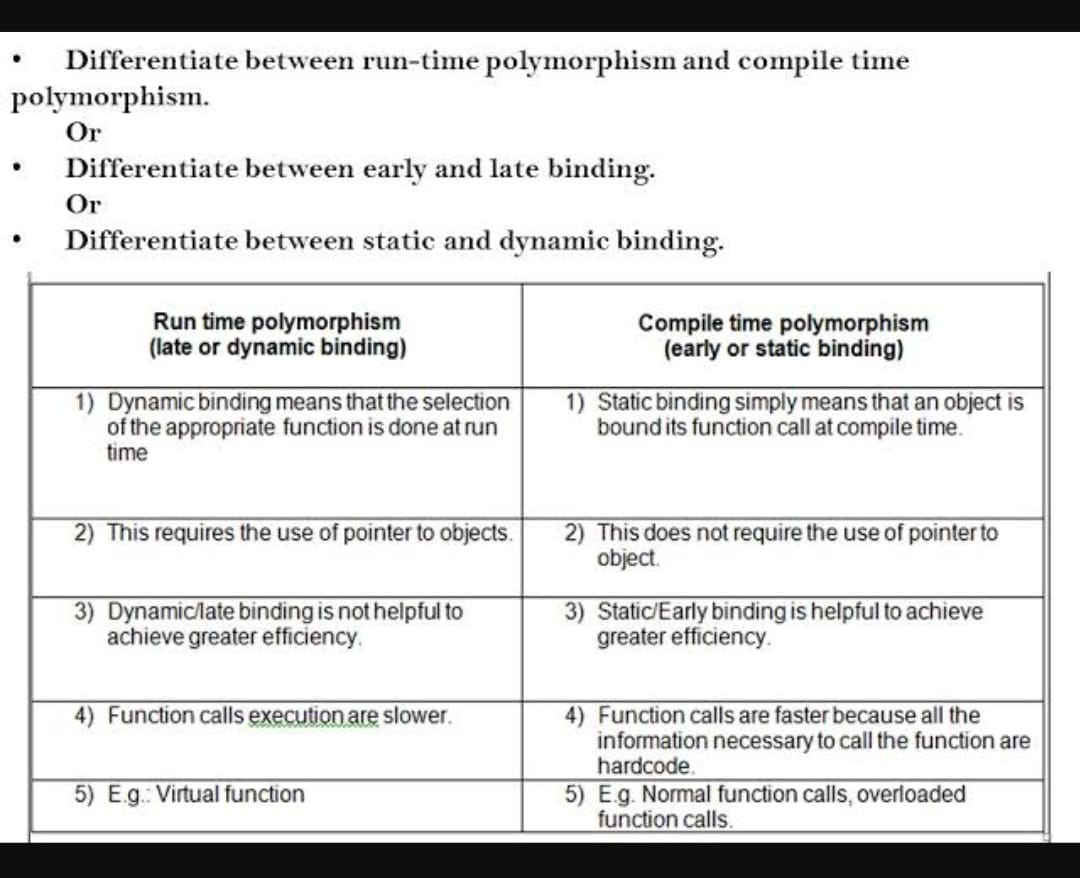 • Differentiate between run-time polymorphism and compile time
polymorphism.
Or
• Differentiate between early and late binding.
Or
• Differentiate between static and dynamic binding.
Run time polymorphism
(late or dynamic binding)
Compile time polymorphism
(early or static binding)
1) Dynamic binding means that the selection
of the appropriate function is done at run
time
1) Static binding simply means that an object is
bound its function call at compile time.
2) This requires the use of pointer to objects.
2) This does not require the use of pointer to
object.
3) Dynamic/late binding is not helpful to
achieve greater efficiency.
3) Static/Early binding is helpful to achieve
greater efficiency.
4) Function calls execution are slower.
4) Function calls are faster because all the
information necessary to call the function are
hardcode.
5) E.g.: Virtual function
5) E.g. Normal function calls, overloaded
function calls.